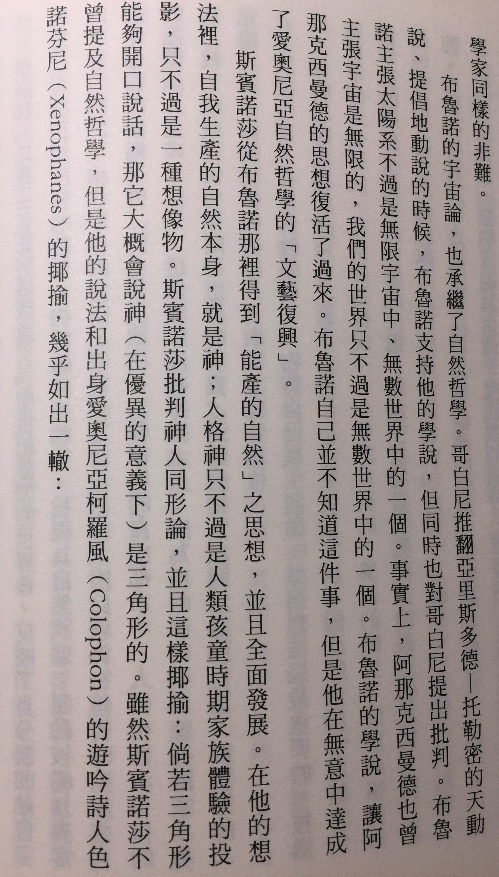 學家同樣的非難。
布魯諾的宇宙論，也承繼了自然哲學。哥白尼推翻亞里斯多德—托勒密的天動
說、提倡地動說的時候，布魯諾支持他的學說，但同時也對哥白尼提出批判。布魯
諾主張太陽系不過是無限宇宙中、無數世界中的一個。事實上，阿那克西曼德也曾
主張宇宙是無限的，我們的世界只不過是無數世界中的一個。布魯諾的學說，讓阿
那克西曼德的思想復活了過來。布魯諾自己並不知道這件事，但是他在無意中達成
了愛奧尼亞自然哲學的「文藝復興」。
斯賓諾莎從布魯諾那裡得到「能產的自然」之思想，並且全面發展。在他的想
法裡，自我生產的自然本身，就是神；人格神只不過是人類孩童時期家族體驗的投
影，只不過是一種想像物。斯賓諾莎批判神人同形論，並且這樣揶揄：倘若三角形
能夠開口說話，那它大概會說神（在優異的意義下）是三角形的。雖然斯賓諾莎不
曾提及自然哲學，但是他的說法和出身愛奧尼亞柯羅風（Colophon）的遊吟詩人色
諾芬尼（Xenophanes）的揶揄，幾乎如出一轍：